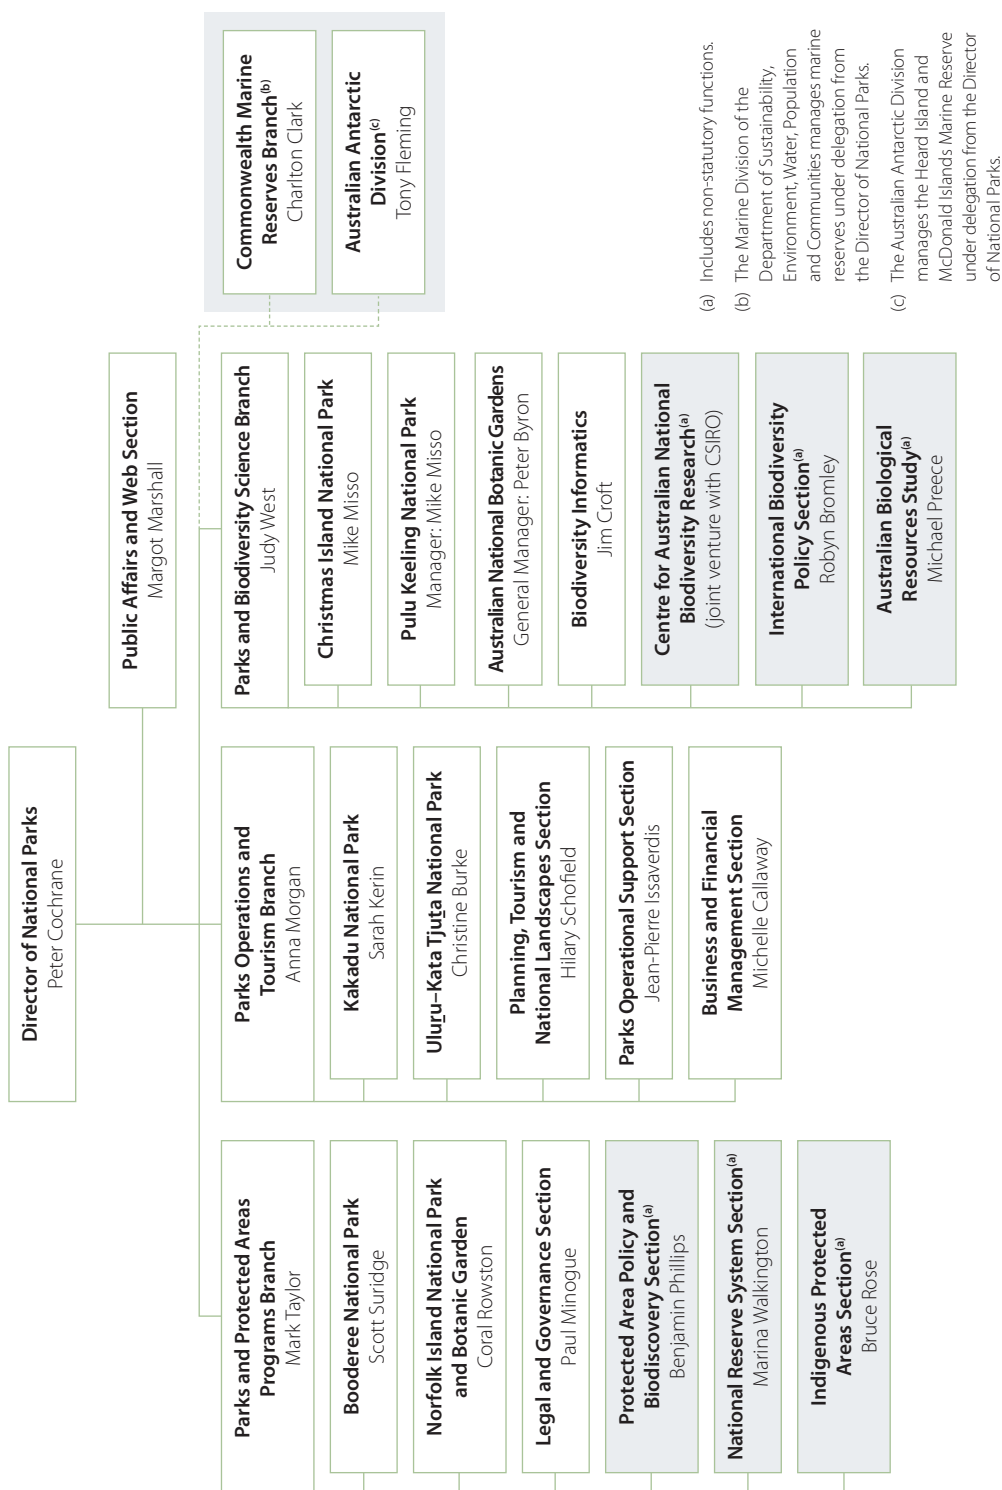 Director of National Parks
Peter Cochrane
Public Affairs and Web Section
Margot Marshall
Parks and Protected Areas
Programs Branch
Mark Taylor
Booderee National Park
Scott Suridge
Norfolk Island National Park
and Botanic Garden
Coral Rowston
Legal and Governance Section
Paul Minogue
Protected Area Policy and
Biodiscovery Section(a)
Benjamin Phillips
National Reserve System Section(a)
Marina Walkington
Indigenous Protected
Areas Section(a)
Bruce Rose
Parks Operations and
Tourism Branch
Anna Morgan
Kakadu National Park
Sarah Kerin
Uluṟu–Kata Tjuṯa National Park
Christine Burke
Planning, Tourism and
National Landscapes Section
Hilary Schofield
Parks Operational Support Section
Jean-Pierre Issaverdis
Business and Financial
Management Section
Michelle Callaway
Parks and Biodiversity Science Branch
Judy West
Christmas Island National Park
Mike Misso
Pulu Keeling National Park
Manager: Mike Misso
Australian National Botanic Gardens
General Manager: Peter Byron
Biodiversity Informatics
Jim Croft
Centre for Australian National
Biodiversity Research(a)
(joint venture with CSIRO)
International Biodiversity
Policy Section(a)
Robyn Bromley
Australian Biological
Resources Study(a)
Michael Preece
Commonwealth Marine
Reserves Branch(b)
Charlton Clark
Australian Antarctic
Division(c)
Tony Fleming
(a) Includes non-statutory functions.
(b) The Marine Division of the
Department of Sustainability,
Environment, Water, Population
and Communities manages marine
reserves under delegation from
the Director of National Parks.
(c) The Australian Antarctic Division
manages the Heard Island and
McDonald Islands Marine Reserve
under delegation from the Director
of National Parks.